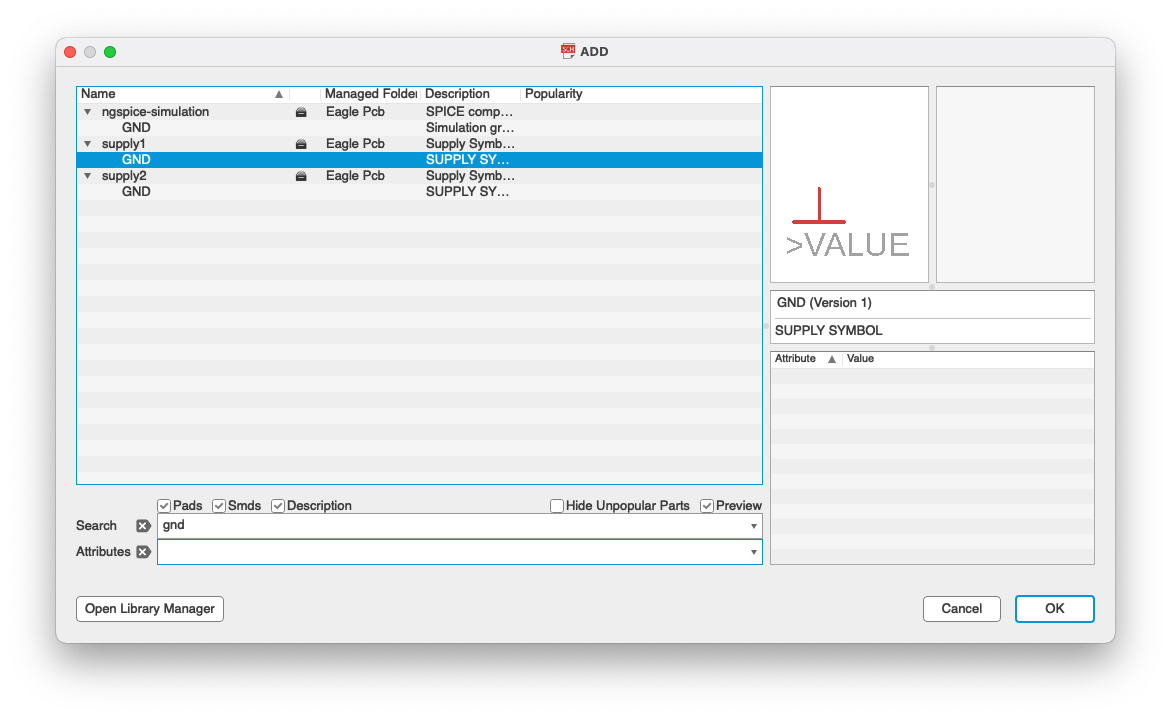 SCH ADD
Name Managed Folder Description Popularity
ngspice-simulation Eagle Pcb SPICE comp…
GND Simulation gr…
supply1 Eagle Pcb Supply Symb…
GND SUPPLY SY…
supply2 Eagle Pcb Supply Symb…
GND SUPPLY SY…
>VALUE
GND (Version 1)
SUPPLY SYMBOL
Attribute Value
Pads Smds Description Hide Unpopular Parts Preview
Search gnd
Attributes
Open Library Manager Cancel OK